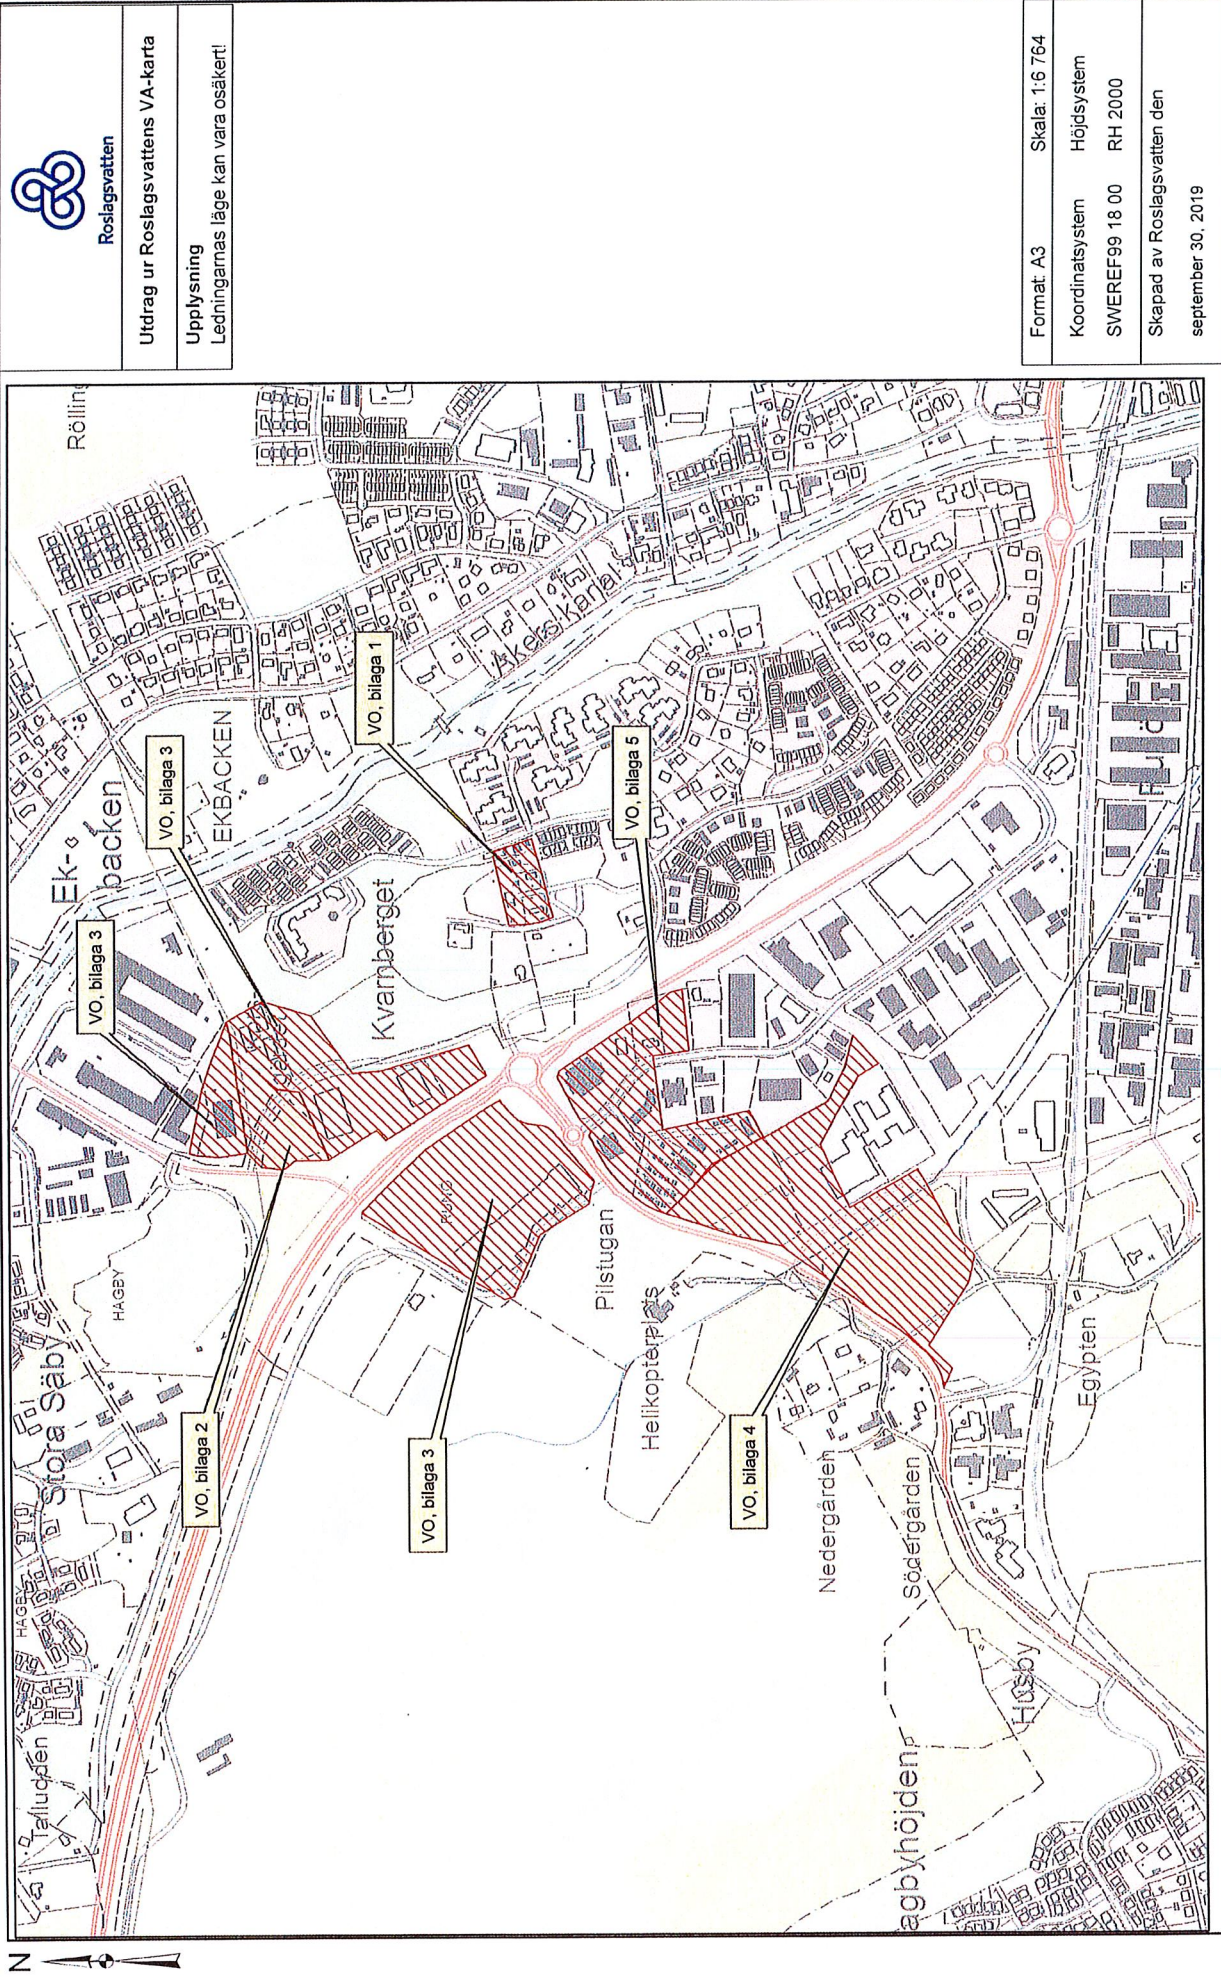 Roslagsvatten
Utdrag ur Roslagsvattens VA-karta
Upplysning
Ledningarnas läge kan vara osäkert!
Format: A3
Skala: 1:6 764
Koordinatsystem
Höjdsystem
SWEREF99 18 00
RH 2000
Skapad av Roslagsvatten den
september 30, 2019
N
Talludden
HAGBY
Stora Säby
HAGBY
Ek-
backen
EKBACKEN
Rölling
VO, bilaga 3
VO, bilaga 3
VO, bilaga 1
VO, bilaga 2
Kvarnberget
VO, bilaga 3
VO, bilaga 5
Pilstugan
Helikopterplats
VO, bilaga 4
Nedergården
Södergården
Egypten
Husby
agbyhöjden